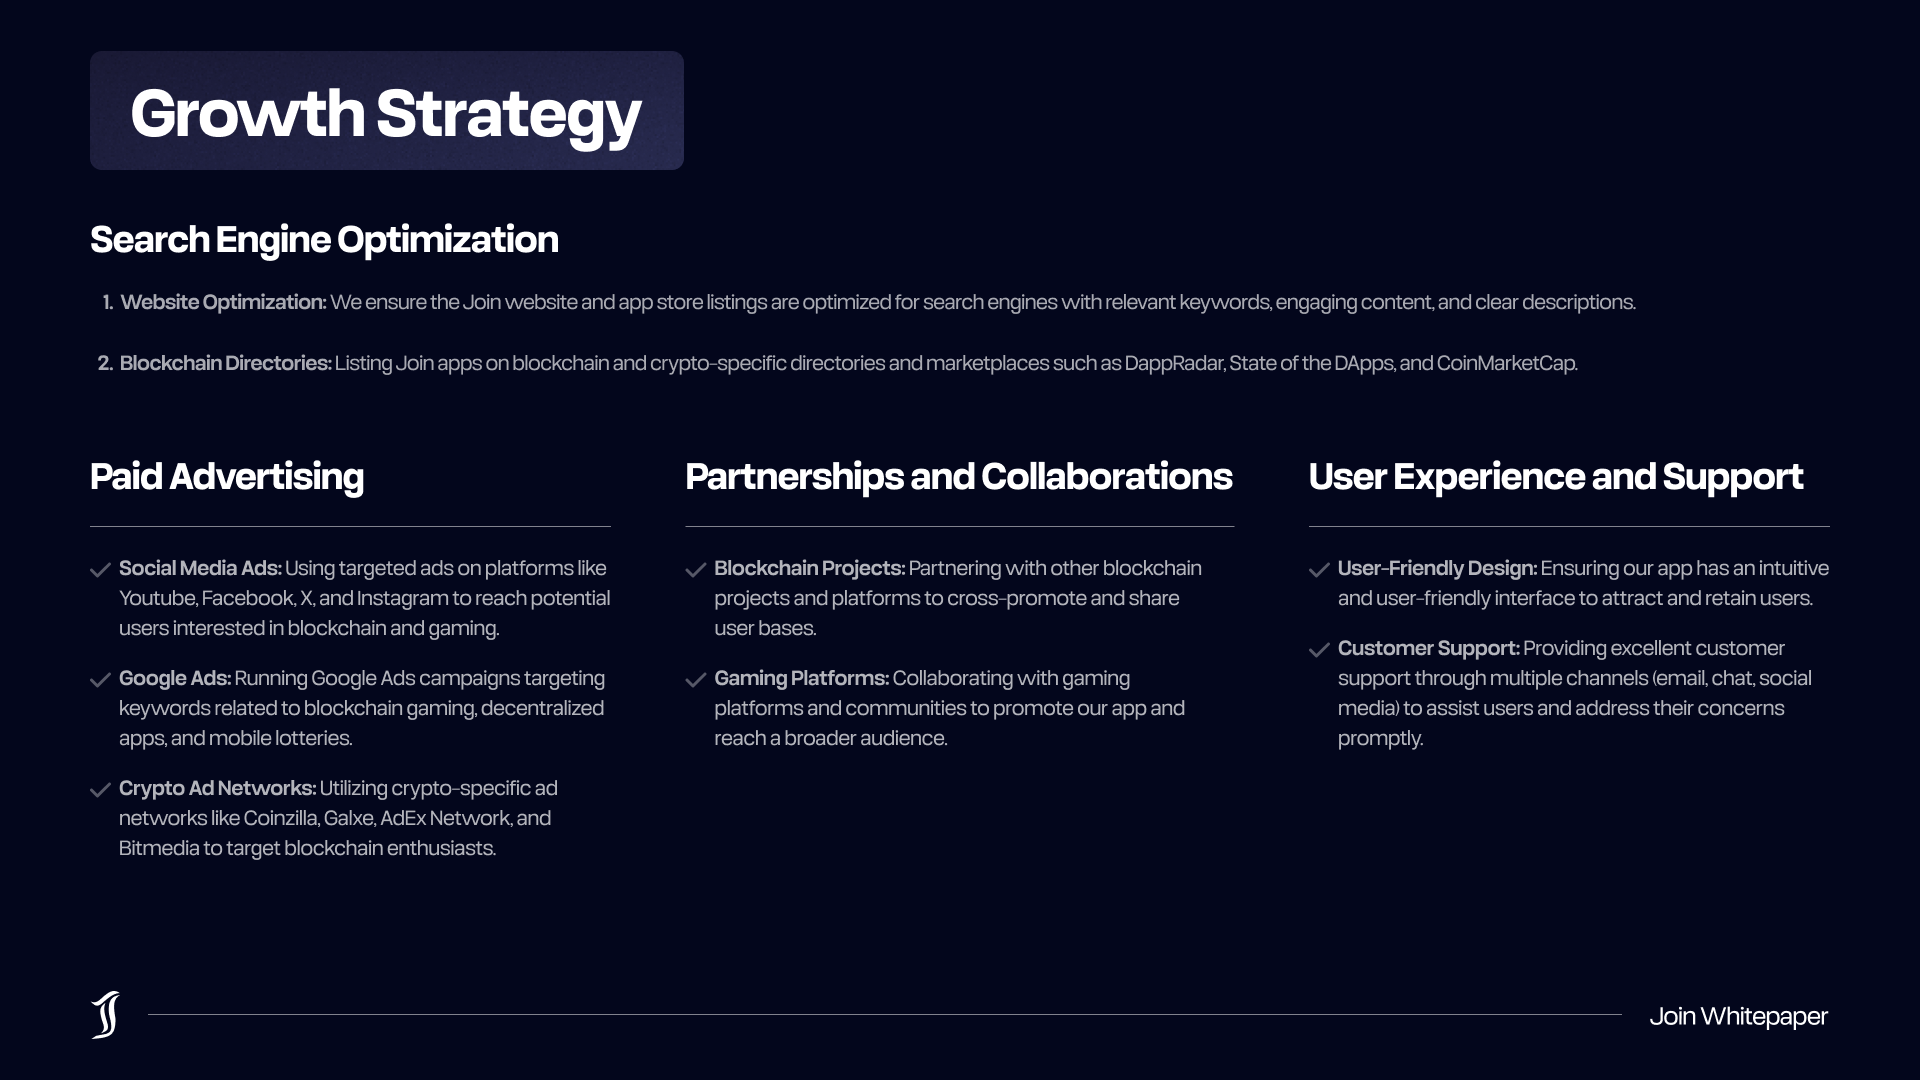 Growth Strategy
Search Engine Optimization
1. Website Optimization: We ensure the Join website and app store listings are optimized for search engines with relevant keywords, engaging content, and clear descriptions.
2. Blockchain Directories: Listing Join apps on blockchain and crypto-specific directories and marketplaces such as DappRadar, State of the DApps, and CoinMarketCap.
Paid Advertising
Social Media Ads: Using targeted ads on platforms like
Youtube, Facebook, X, and Instagram to reach potential
users interested in blockchain and gaming.
Google Ads: Running Google Ads campaigns targeting
keywords related to blockchain gaming, decentralized
apps, and mobile lotteries.
Crypto Ad Networks: Utilizing crypto-specific ad
networks like Coinzilla, Galxe, AdEx Network, and
Bitmedia to target blockchain enthusiasts.
Partnerships and Collaborations
Blockchain Projects: Partnering with other blockchain
projects and platforms to cross-promote and share
user bases.
Gaming Platforms: Collaborating with gaming
platforms and communities to promote our app and
reach a broader audience.
User Experience and Support
User-Friendly Design: Ensuring our app has an intuitive
and user-friendly interface to attract and retain users.
Customer Support: Providing excellent customer
support through multiple channels (email, chat, social
media) to assist users and address their concerns
promptly.
Join Whitepaper